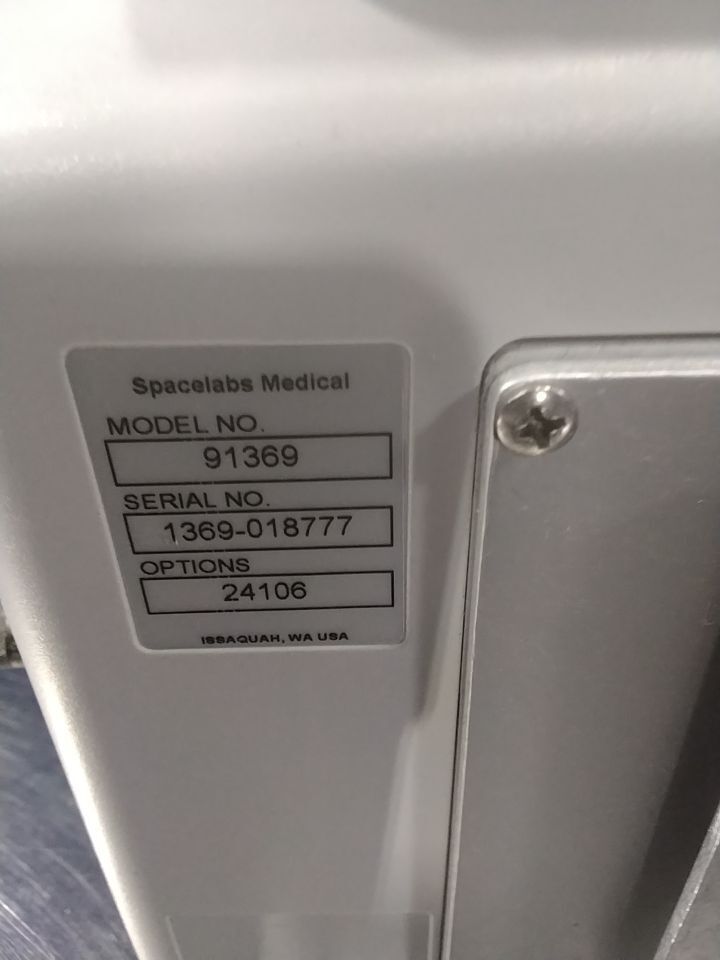 Spacelabs Medical
MODEL NO.
91369
SERIAL NO.
1369-018777
OPTIONS
24106
ISSAQUAH, WA USA